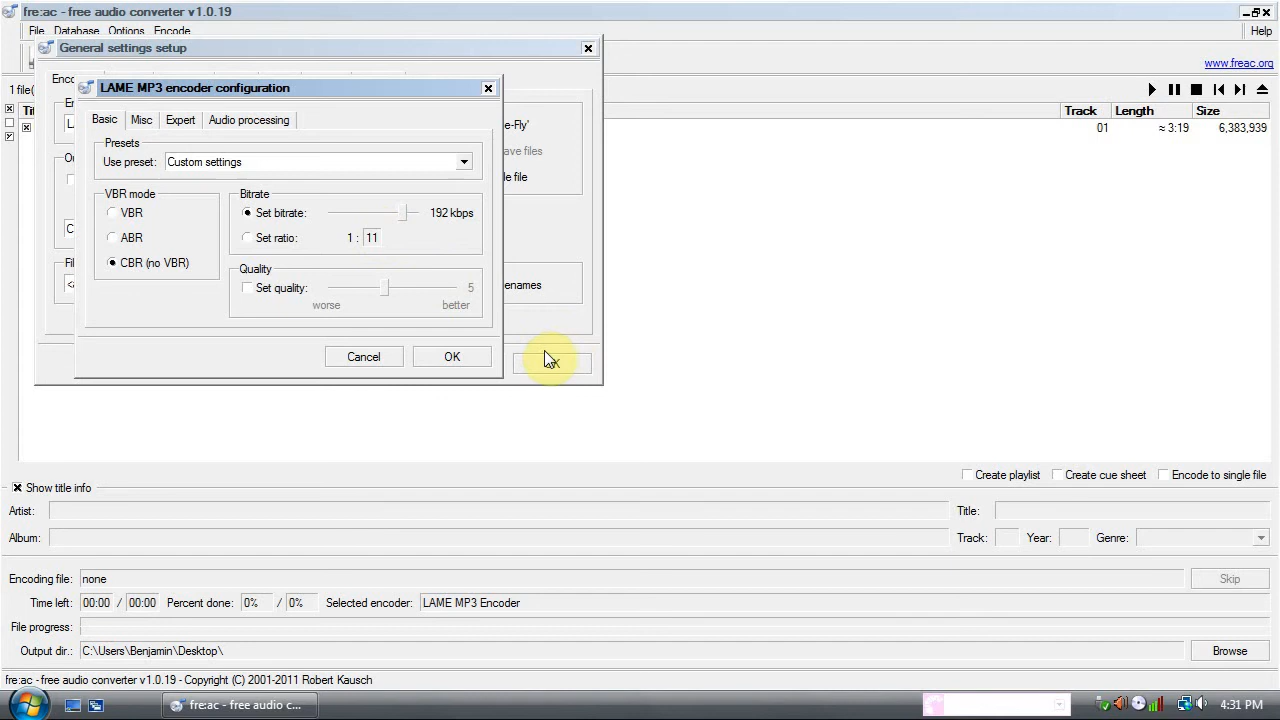 fre:ac - free audio converter v1.0.19
File Database Options Encode Help
General settings setup
www.freac.org
LAME MP3 encoder configuration
Basic Misc Expert Audio processing
Presets
Use preset: Custom settings
VBR mode
VBR
ABR
CBR (no VBR)
Bitrate
Set bitrate: 192 kbps
Set ratio: 1 : 11
Quality
Set quality: 5
worse better
Cancel OK
e-Fly'
ave files
le file
enames
Track Length Size
01 ≈ 3:19 6,383,939
Create playlist Create cue sheet Encode to single file
Show title info
Artist: Title:
Album: Track: Year: Genre:
Encoding file: none Skip
Time left: 00:00 / 00:00 Percent done: 0% / 0% Selected encoder: LAME MP3 Encoder
File progress:
Output dir.: C:\Users\Benjamin\Desktop\ Browse
fre:ac - free audio converter v1.0.19 - Copyright (C) 2001-2011 Robert Kausch
fre:ac - free audio c... 4:31 PM